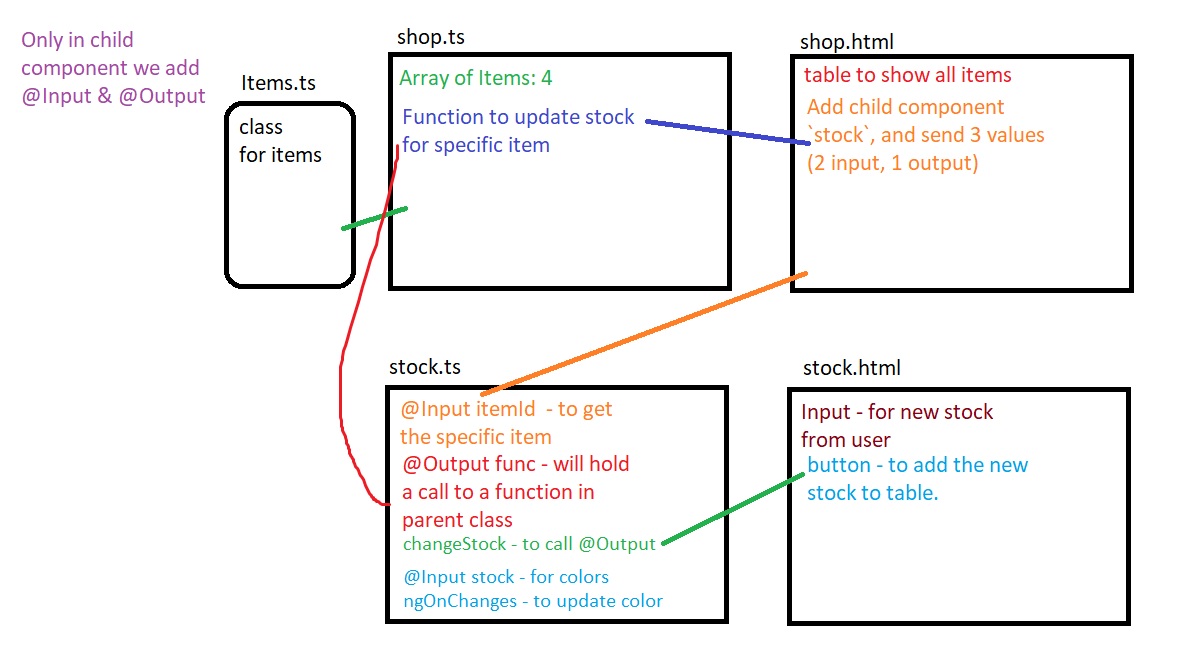 Only in child
component we add
@Input & @Output
Items.ts
class
for items
shop.ts
Array of Items: 4
Function to update stock
for specific item
shop.html
table to show all items
Add child component
`stock`, and send 3 values
(2 input, 1 output)
stock.ts
@Input itemId  - to get
the specific item
@Output func - will hold
a call to a function in
parent class
changeStock - to call @Output
@Input stock - for colors
ngOnChanges - to update color
stock.html
Input - for new stock
from user
button - to add the new
stock to table.